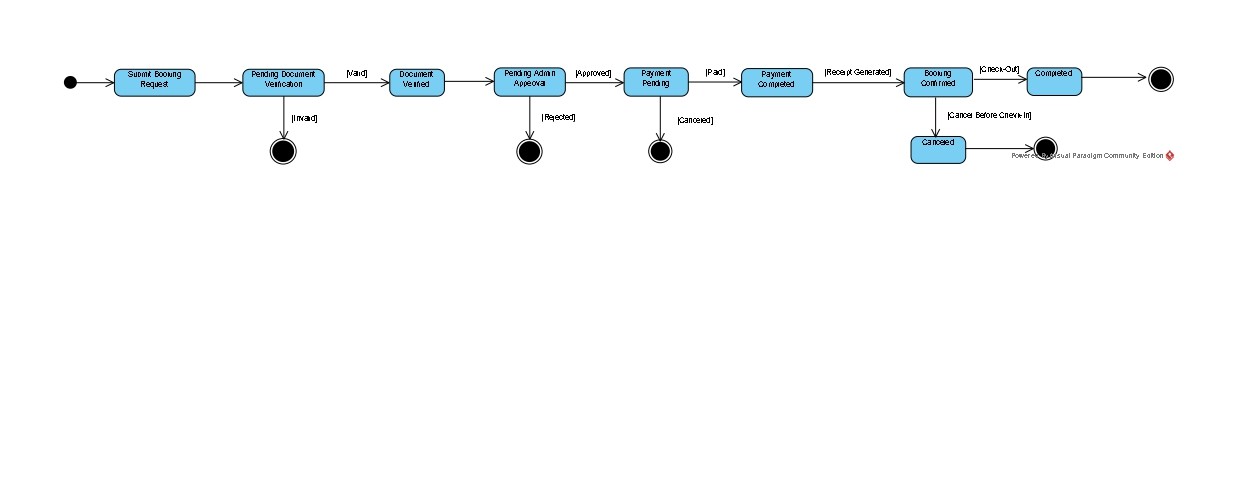 Submit Booking
Request
Pending Document
Verification
[Valid]
Document
Verified
Pending Admin
Approval
[Approved]
Payment
Pending
[Paid]
Payment
Completed
[Receipt Generated]
Booking
Confirmed
[Check-Out]
Completed
[Invalid]
[Rejected]
[Canceled]
[Cancel Before Check-In]
Canceled
Powered By Visual Paradigm Community Edition